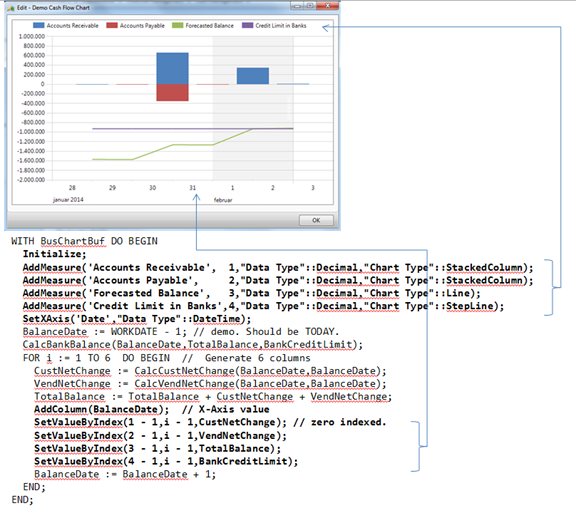 Edit - Demo Cash Flow Chart
Accounts Receivable Accounts Payable Forecasted Balance Credit Limit in Banks
1.000.000
800.000
600.000
400.000
200.000
0
-200.000
-400.000
-600.000
-800.000
-1.000.000
-1.200.000
-1.400.000
-1.600.000
-1.800.000
-2.000.000
28 29 30 31 1 2 3
januar 2014 februar
OK
WITH BusChartBuf DO BEGIN
Initialize;
AddMeasure('Accounts Receivable', 1,"Data Type"::Decimal,"Chart Type"::StackedColumn);
AddMeasure('Accounts Payable', 2,"Data Type"::Decimal,"Chart Type"::StackedColumn);
AddMeasure('Forecasted Balance', 3,"Data Type"::Decimal,"Chart Type"::Line);
AddMeasure('Credit Limit in Banks',4,"Data Type"::Decimal,"Chart Type"::StepLine);
SetXAxis('Date',"Data Type"::DateTime);
BalanceDate := WORKDATE - 1; // demo. Should be TODAY.
CalcBankBalance(BalanceDate,TotalBalance,BankCreditLimit);
FOR i := 1 TO 6 DO BEGIN // Generate 6 columns
CustNetChange := CalcCustNetChange(BalanceDate,BalanceDate);
VendNetChange := CalcVendNetChange(BalanceDate,BalanceDate);
TotalBalance := TotalBalance + CustNetChange + VendNetChange;
AddColumn(BalanceDate); // X-Axis value
SetValueByIndex(1 - 1,i - 1,CustNetChange); // zero indexed.
SetValueByIndex(2 - 1,i - 1,VendNetChange);
SetValueByIndex(3 - 1,i - 1,TotalBalance);
SetValueByIndex(4 - 1,i - 1,BankCreditLimit);
BalanceDate := BalanceDate + 1;
END;
END;